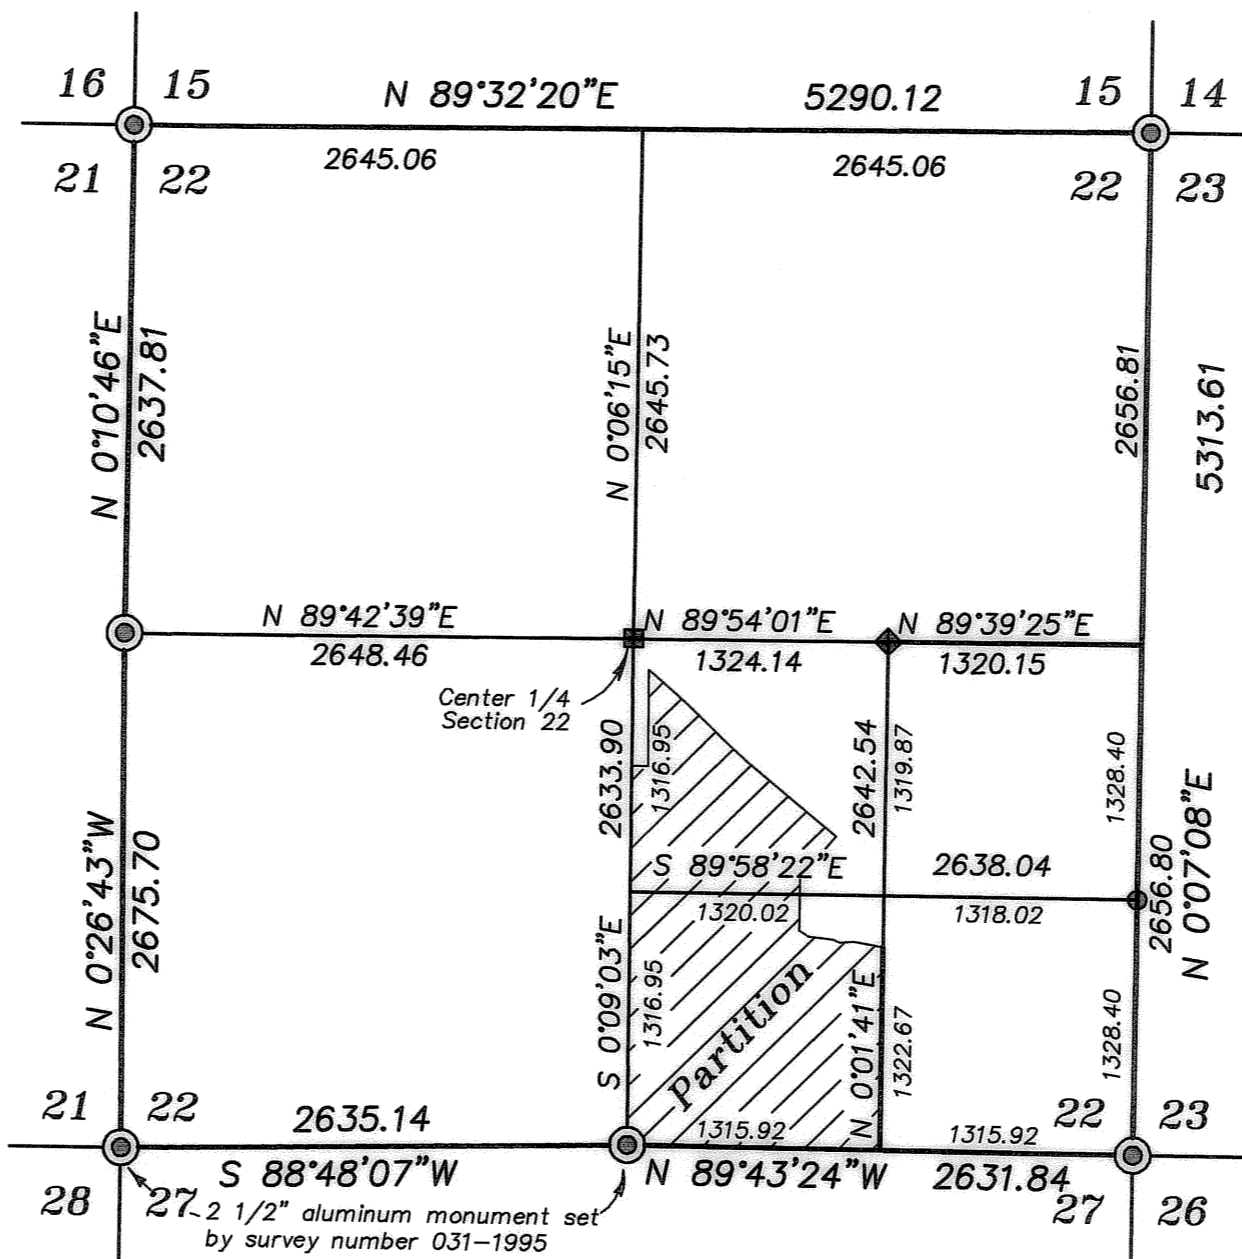 16 15
N 89°32'20"E 5290.12
15 14
2645.06
2645.06
21 22
22 23
N 0°10'46"E
2637.81
N 0°06'15"E
2645.73
2656.81
5313.61
N 89°42'39"E
2648.46
N 89°54'01"E
1324.14
N 89°39'25"E
1320.15
Center 1/4
Section 22
2633.90
1316.95
2642.54
1319.87
1328.40
S 89°58'22"E
2638.04
1320.02
1318.02
N 0°26'43"W
2675.70
S 0°09'03"E
1316.95
Partition
N 0°01'41"E
1322.67
1328.40
2656.80
N 0°07'08"E
21 22
2635.14
1315.92
1315.92
22 23
S 88°48'07"W
N 89°43'24"W
2631.84
28 27
27 26
2 1/2" aluminum monument set
by survey number 031-1995